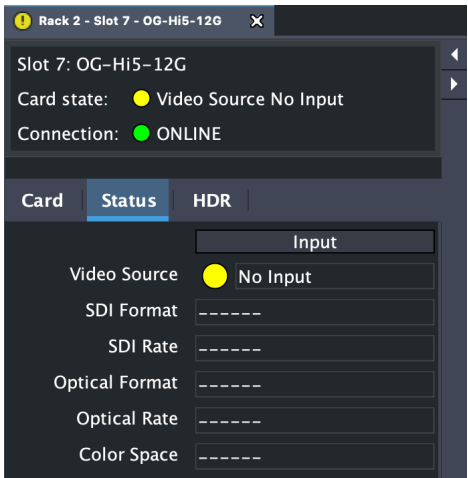 ! Rack 2 - Slot 7 - OG-Hi5-12G X
Slot 7: OG-Hi5-12G
Card state: Video Source No Input
Connection: ONLINE
Card Status HDR
Input
Video Source No Input
SDI Format ------
SDI Rate ------
Optical Format ------
Optical Rate ------
Color Space ------